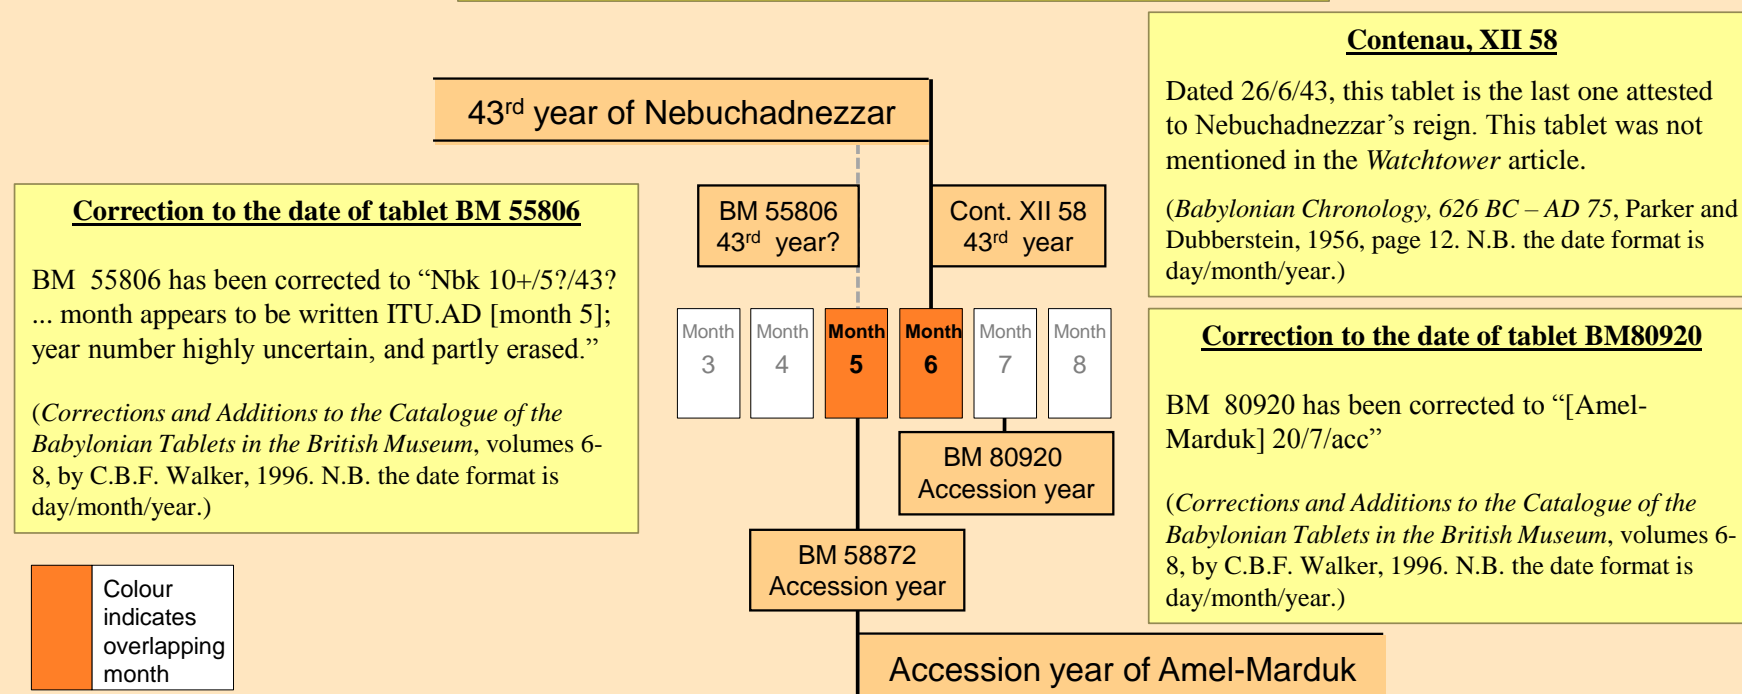 43rd year of Nebuchadnezzar
Contenau, XII 58
Dated 26/6/43, this tablet is the last one attested
to Nebuchadnezzar’s reign. This tablet was not
mentioned in the Watchtower article.
(Babylonian Chronology, 626 BC – AD 75, Parker and
Dubberstein, 1956, page 12. N.B. the date format is
day/month/year.)
Correction to the date of tablet BM 55806
BM  55806 has been corrected to “Nbk 10+/5?/43?
... month appears to be written ITU.AD [month 5];
year number highly uncertain, and partly erased.”
(Corrections and Additions to the Catalogue of the
Babylonian Tablets in the British Museum, volumes 6-
8, by C.B.F. Walker, 1996. N.B. the date format is
day/month/year.)
BM 55806
43rd year?
Cont. XII 58
43rd year
Month
3
Month
4
Month
5
Month
6
Month
7
Month
8
Correction to the date of tablet BM80920
BM  80920 has been corrected to “[Amel-
Marduk] 20/7/acc”
(Corrections and Additions to the Catalogue of the
Babylonian Tablets in the British Museum, volumes 6-
8, by C.B.F. Walker, 1996. N.B. the date format is
day/month/year.)
BM 80920
Accession year
BM 58872
Accession year
Colour
indicates
overlapping
month
Accession year of Amel-Marduk